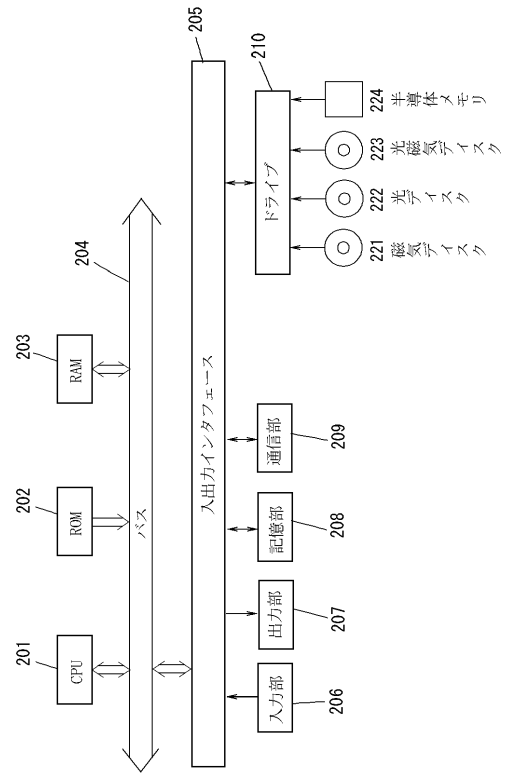 201
CPU
202
ROM
203
RAM
204
バス
205
入出力インタフェース
入力部
206
出力部
207
記憶部
208
通信部
209
210
ドライブ
221
磁気ディスク
222
光ディスク
223
光磁気ディスク
224
半導体メモリ